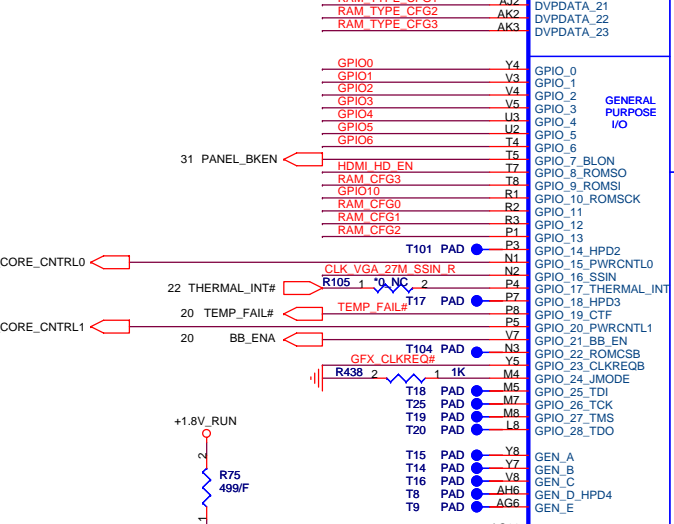 RAM_TYPE_CFG1 AJ2 DVPDATA_21
RAM_TYPE_CFG2 AK2 DVPDATA_22
RAM_TYPE_CFG3 AK3 DVPDATA_23
GENERAL
PURPOSE
I/O
GPIO0 Y4 GPIO_0
GPIO1 V3 GPIO_1
GPIO2 V4 GPIO_2
GPIO3 V5 GPIO_3
GPIO4 U3 GPIO_4
GPIO5 U2 GPIO_5
GPIO6 T4 GPIO_6
31 PANEL_BKEN T5 GPIO_7_BLON
HDMI_HD_EN T7 GPIO_8_ROMSO
RAM_CFG3 T8 GPIO_9_ROMSI
GPIO10 R1 GPIO_10_ROMSCK
RAM_CFG0 R2 GPIO_11
RAM_CFG1 R3 GPIO_12
RAM_CFG2 P1 GPIO_13
T101 PAD P3 GPIO_14_HPD2
CORE_CNTRL0 N1 GPIO_15_PWRCNTL0
CLK_VGA_27M_SSIN_R N2 GPIO_16_SSIN
22 THERMAL_INT# R105 1 *0_NC 2 P4 GPIO_17_THERMAL_INT
T17 PAD P7 GPIO_18_HPD3
20 TEMP_FAIL# TEMP_FAIL# P8 GPIO_19_CTF
CORE_CNTRL1 P5 GPIO_20_PWRCNTL1
20 BB_ENA V7 GPIO_21_BB_EN
T104 PAD N3 GPIO_22_ROMCSB
GFX_CLKREQ# Y5 GPIO_23_CLKREQB
R438 2 1 1K M4 GPIO_24_JMODE
T18 PAD M5 GPIO_25_TDI
T25 PAD M7 GPIO_26_TCK
T19 PAD M8 GPIO_27_TMS
T20 PAD L8 GPIO_28_TDO
+1.8V_RUN
2
R75
499/F
1
T15 PAD Y8 GEN_A
T14 PAD Y7 GEN_B
T16 PAD V8 GEN_C
T8 PAD AH6 GEN_D_HPD4
T9 PAD AG6 GEN_E